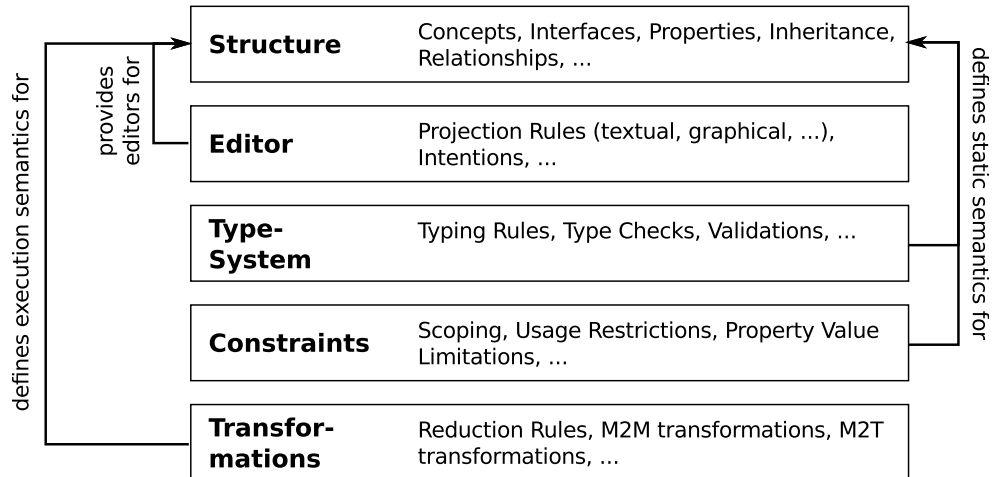 Structure
Concepts, Interfaces, Properties, Inheritance,
Relationships, ...
Editor
Projection Rules (textual, graphical, ...),
Intentions, ...
Type-
System
Typing Rules, Type Checks, Validations, ...
Constraints
Scoping, Usage Restrictions, Property Value
Limitations, ...
Transfor-
mations
Reduction Rules, M2M transformations, M2T
transformations, ...
defines execution semantics for
provides
editors for
defines static semantics for